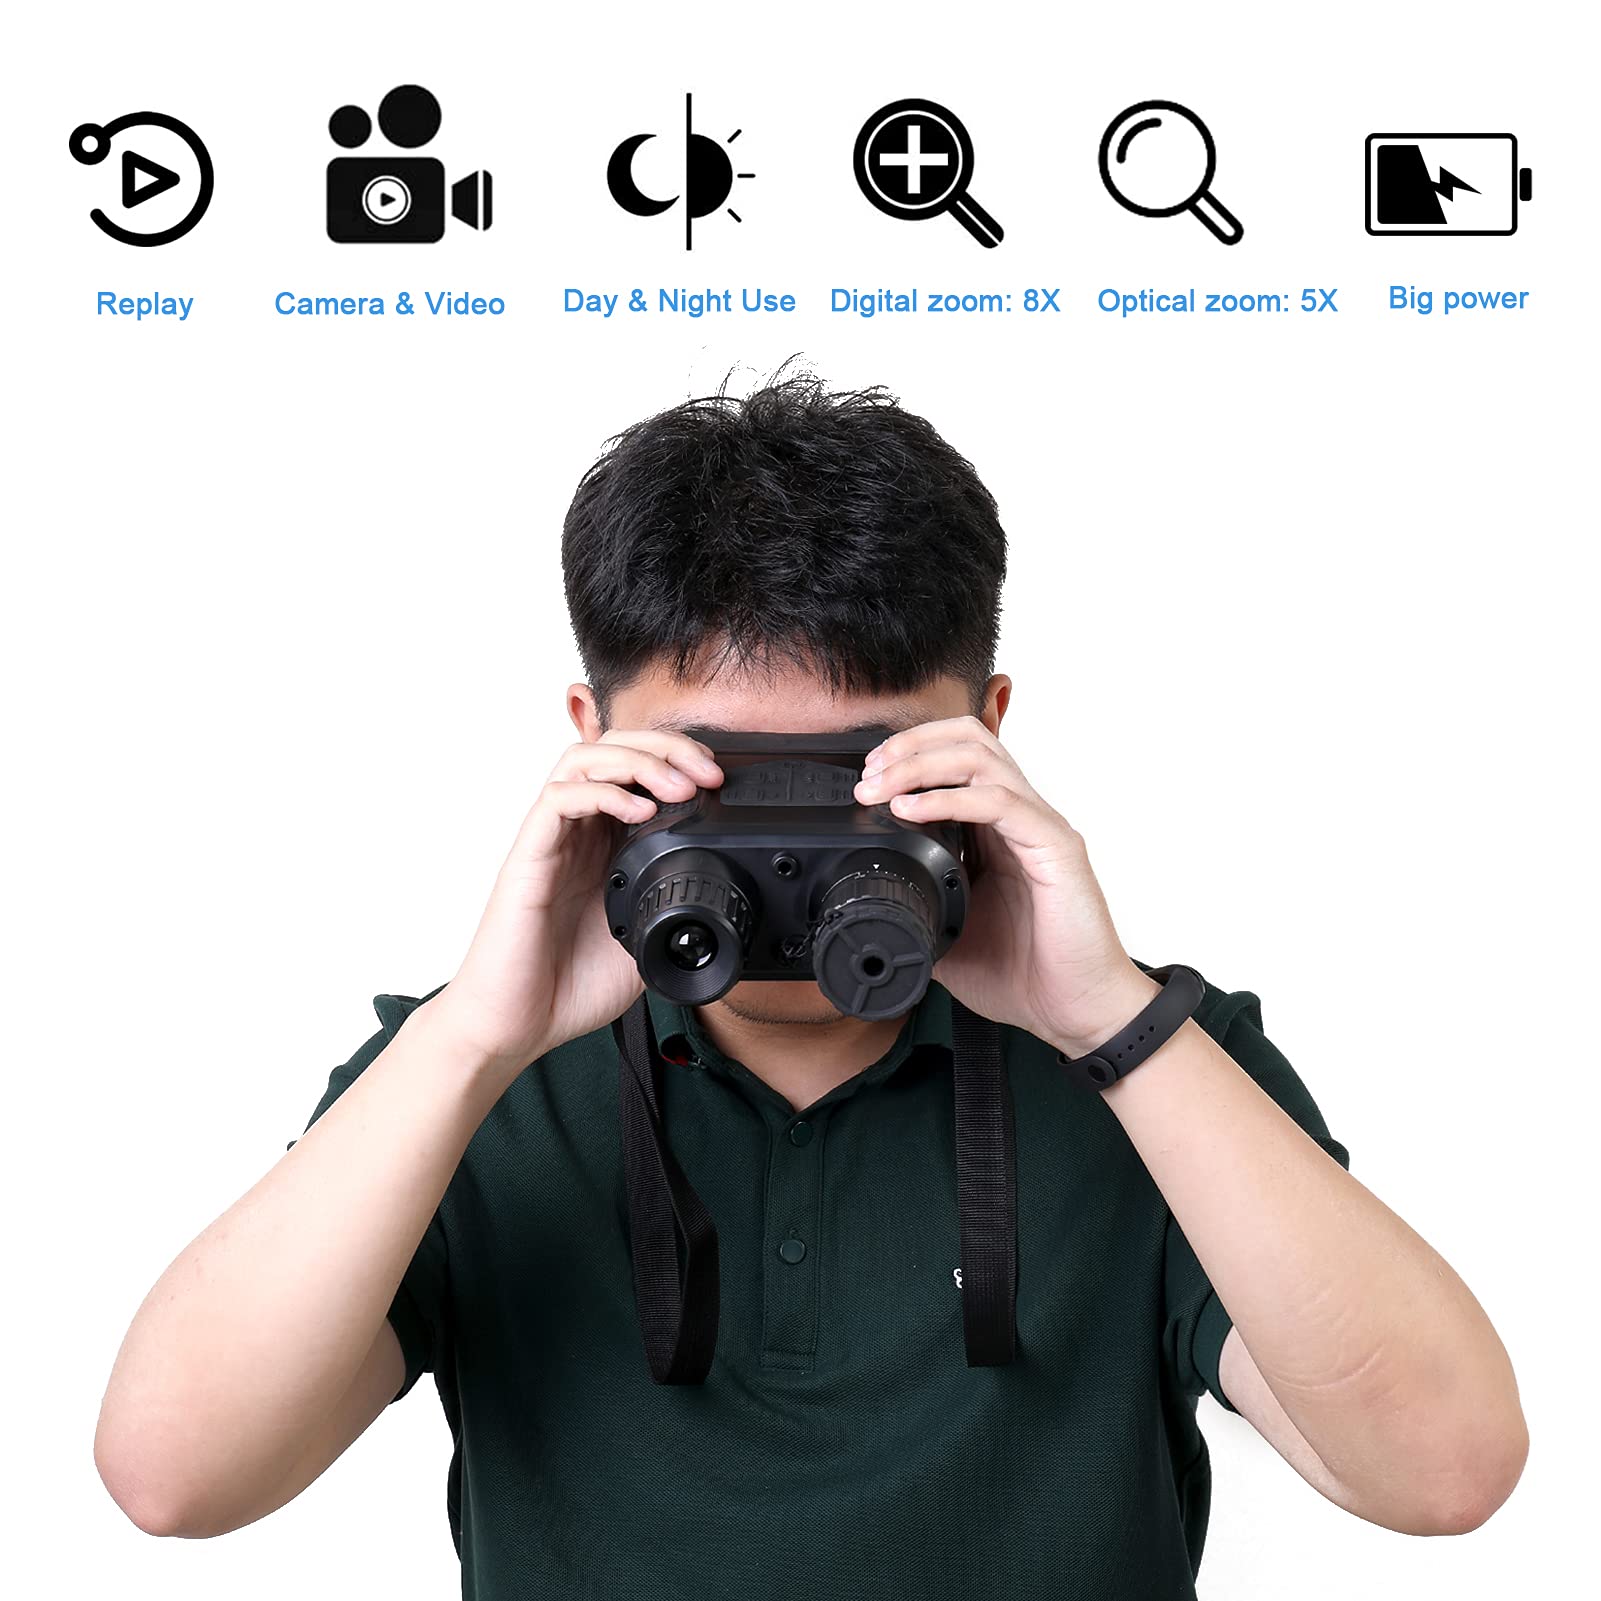 Replay
Camera & Video
Day & Night Use
Digital zoom: 8X
Optical zoom: 5X
Big power